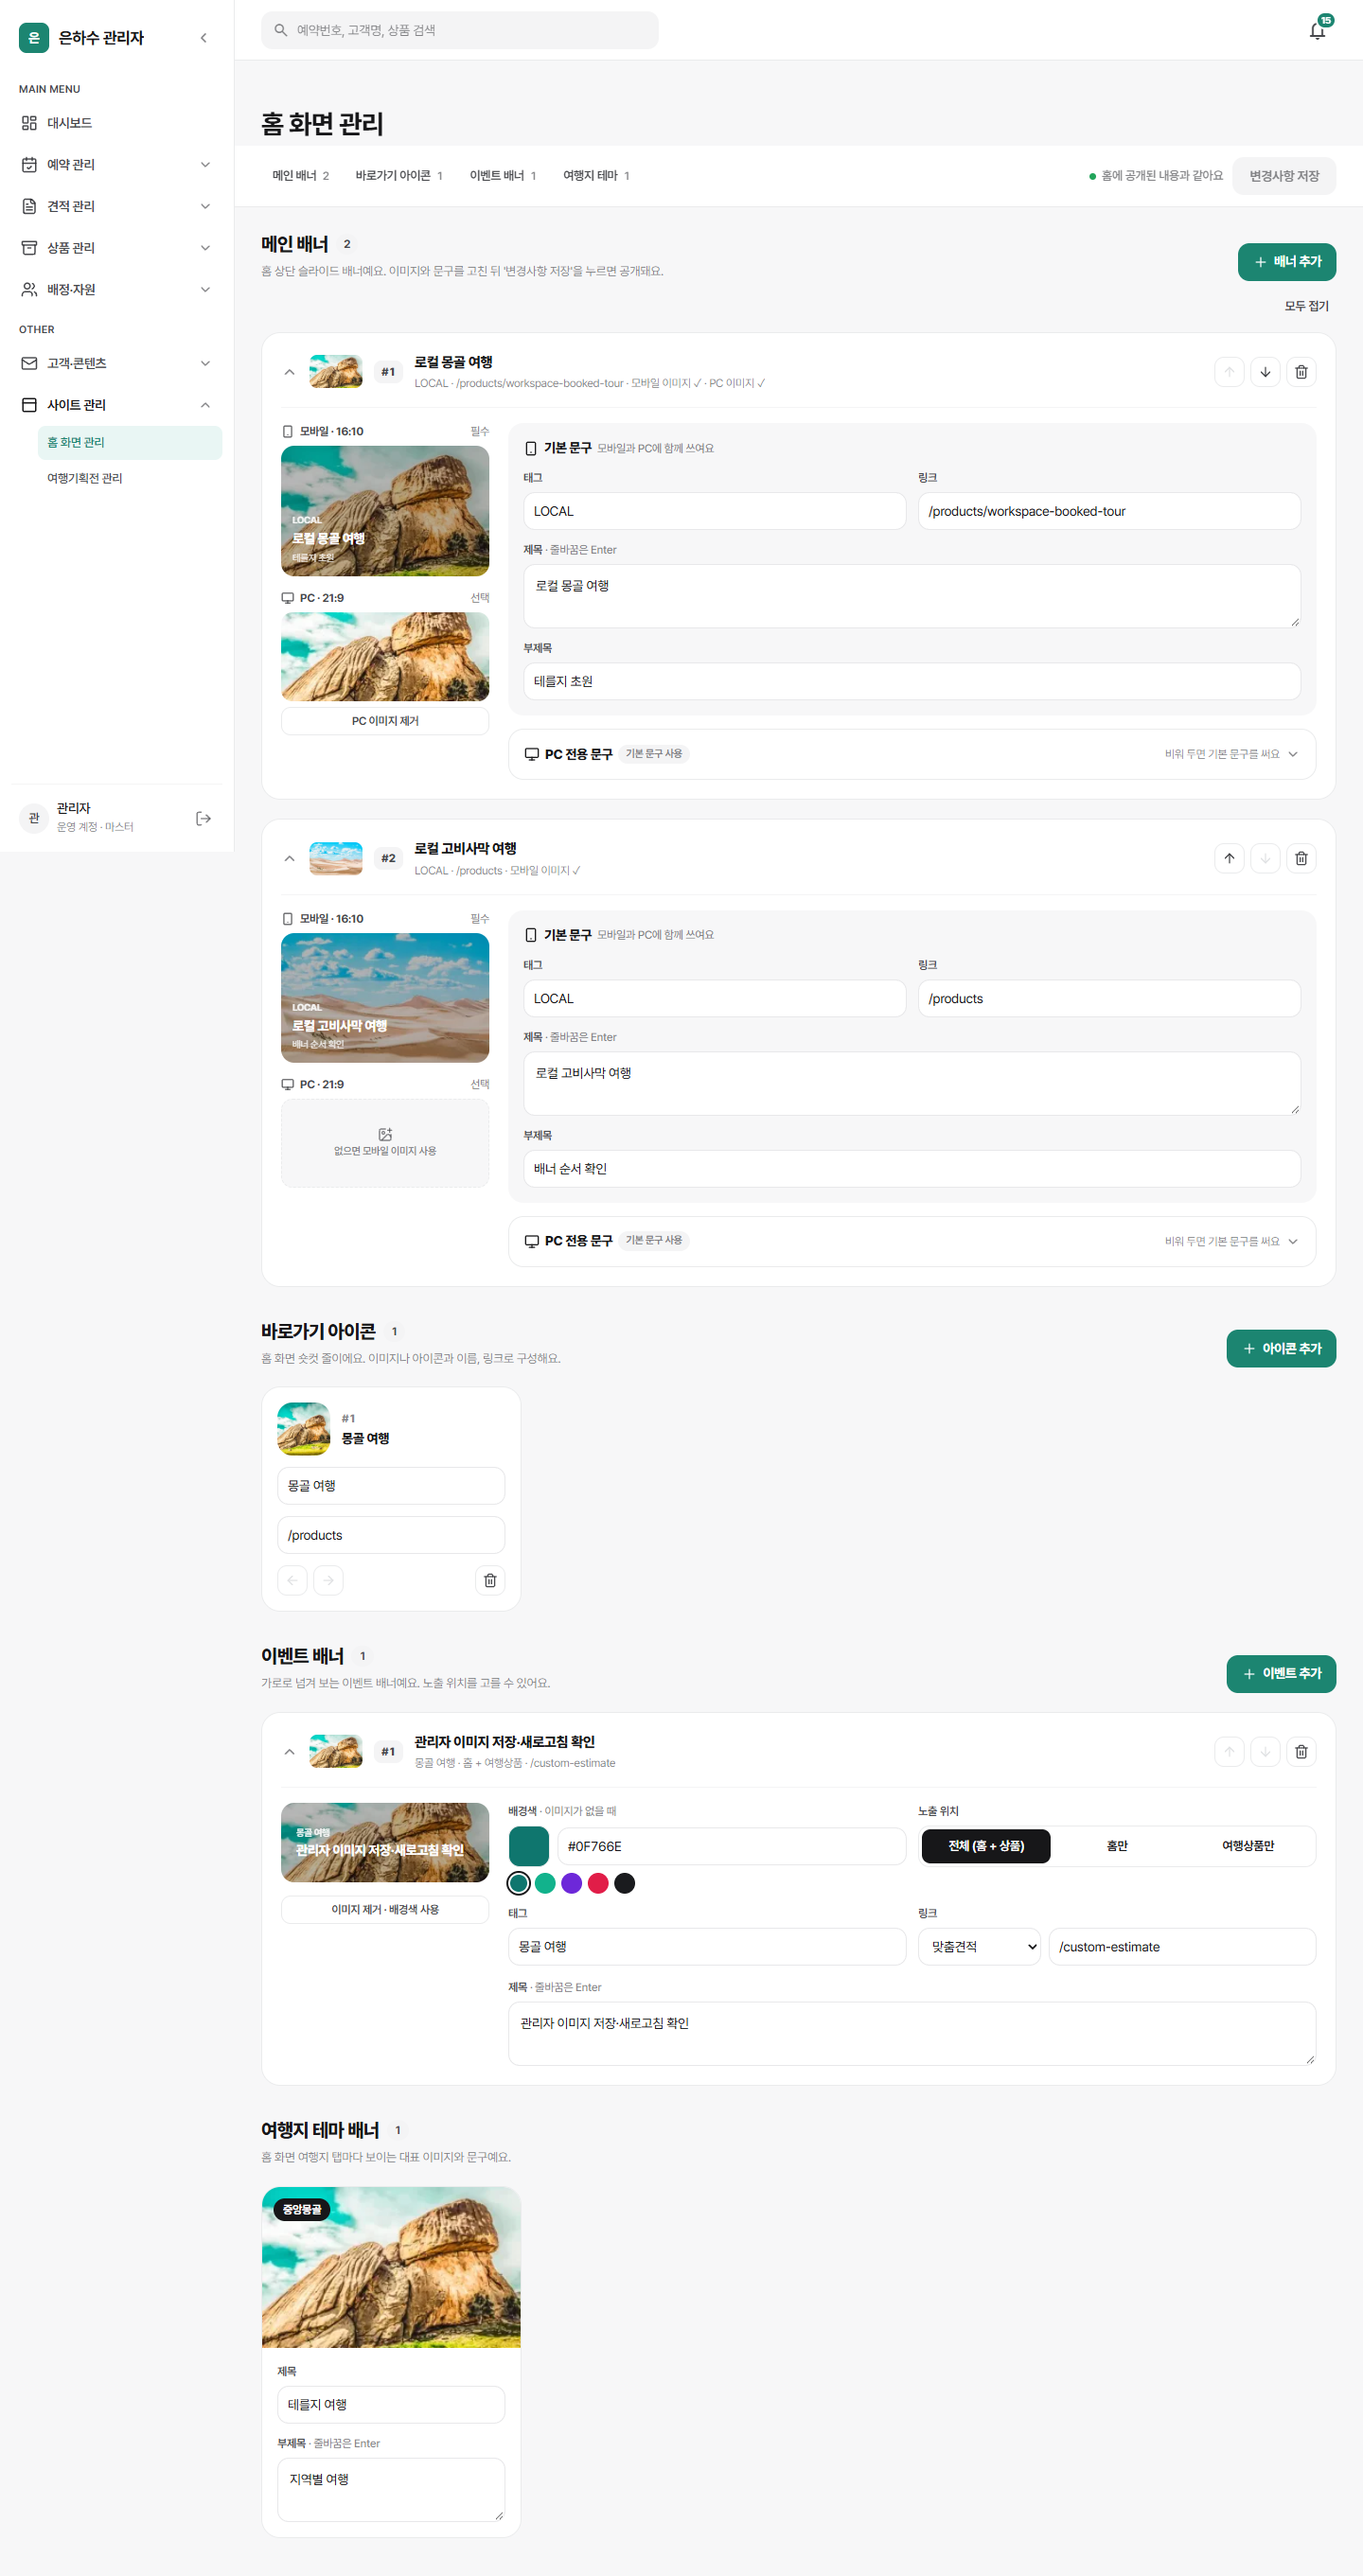 은 은하수 관리자
예약번호, 고객명, 상품 검색
15
MAIN MENU
대시보드
예약 관리
견적 관리
상품 관리
배정·자원
OTHER
고객·콘텐츠
사이트 관리
홈 화면 관리
여행기획전 관리
관 관리자
운영 계정 · 마스터
홈 화면 관리
메인 배너 2 바로가기 아이콘 1 이벤트 배너 1 여행지 테마 1
홈에 공개된 내용과 같아요 변경사항 저장
메인 배너 2
홈 상단 슬라이드 배너예요. 이미지와 문구를 고친 뒤 '변경사항 저장'을 누르면 공개돼요.
배너 추가
모두 접기
#1 로컬 몽골 여행
LOCAL · /products/workspace-booked-tour · 모바일 이미지 ✓ · PC 이미지 ✓
모바일 · 16:10 필수
LOCAL
로컬 몽골 여행
테를지 초원
PC · 21:9 선택
PC 이미지 제거
기본 문구 모바일과 PC에 함께 쓰여요
태그 링크
LOCAL /products/workspace-booked-tour
제목 · 줄바꿈은 Enter
로컬 몽골 여행
부제목
테를지 초원
PC 전용 문구 기본 문구 사용 비워 두면 기본 문구를 써요
#2 로컬 고비사막 여행
LOCAL · /products · 모바일 이미지 ✓
모바일 · 16:10 필수
LOCAL
로컬 고비사막 여행
배너 순서 확인
PC · 21:9 선택
없으면 모바일 이미지 사용
기본 문구 모바일과 PC에 함께 쓰여요
태그 링크
LOCAL /products
제목 · 줄바꿈은 Enter
로컬 고비사막 여행
부제목
배너 순서 확인
PC 전용 문구 기본 문구 사용 비워 두면 기본 문구를 써요
바로가기 아이콘 1
홈 화면 숏컷 줄이에요. 이미지나 아이콘과 이름, 링크로 구성해요.
아이콘 추가
#1
몽골 여행
몽골 여행
/products
이벤트 배너 1
가로로 넘겨 보는 이벤트 배너예요. 노출 위치를 고를 수 있어요.
이벤트 추가
#1 관리자 이미지 저장·새로고침 확인
몽골 여행 · 홈 + 여행상품 · /custom-estimate
몽골 여행
관리자 이미지 저장·새로고침 확인
이미지 제거 · 배경색 사용
배경색 · 이미지가 없을 때 노출 위치
#0F766E 전체 (홈 + 상품) 홈만 여행상품만
태그 링크
몽골 여행 맞춤견적 /custom-estimate
제목 · 줄바꿈은 Enter
관리자 이미지 저장·새로고침 확인
여행지 테마 배너 1
홈 화면 여행지 탭마다 보이는 대표 이미지와 문구예요.
중앙몽골
제목
테를지 여행
부제목 · 줄바꿈은 Enter
지역별 여행